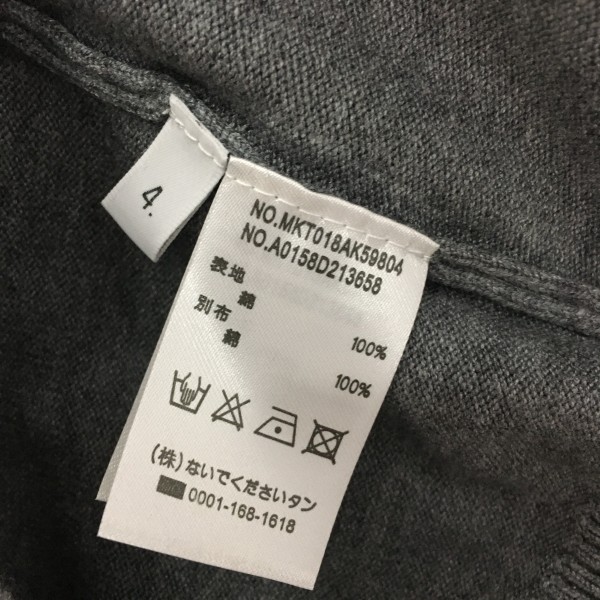 4.
NO.MKT018AK59804
NO.A0158D213658
表地
綿 100%
別布
綿 100%
(株)ないでくださいタン
0001-168-1618